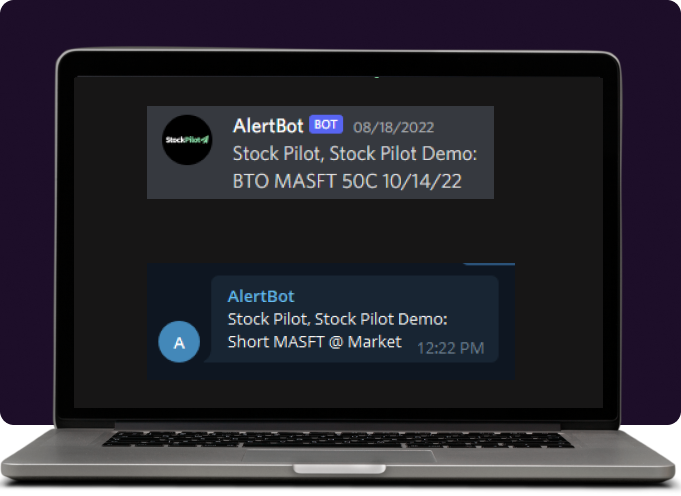 StockPilot
AlertBot BOT 08/18/2022
Stock Pilot, Stock Pilot Demo:
BTO MASFT 50C 10/14/22
AlertBot
Stock Pilot, Stock Pilot Demo:
A
Short MASFT @ Market 12:22 PM